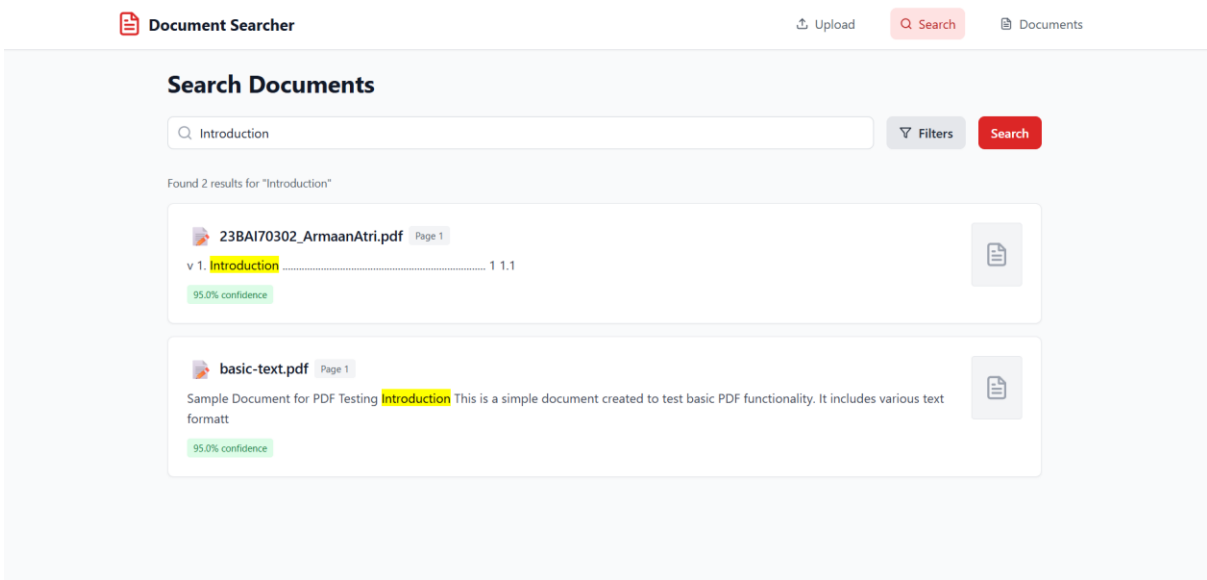 Document Searcher
Upload
Search
Documents
Search Documents
Introduction
Filters
Search
Found 2 results for "Introduction"
23BAI70302_ArmaanAtri.pdf Page 1
v 1. Introduction ........................................................................... 1 1.1
95.0% confidence
basic-text.pdf Page 1
Sample Document for PDF Testing Introduction This is a simple document created to test basic PDF functionality. It includes various text
formatt
95.0% confidence